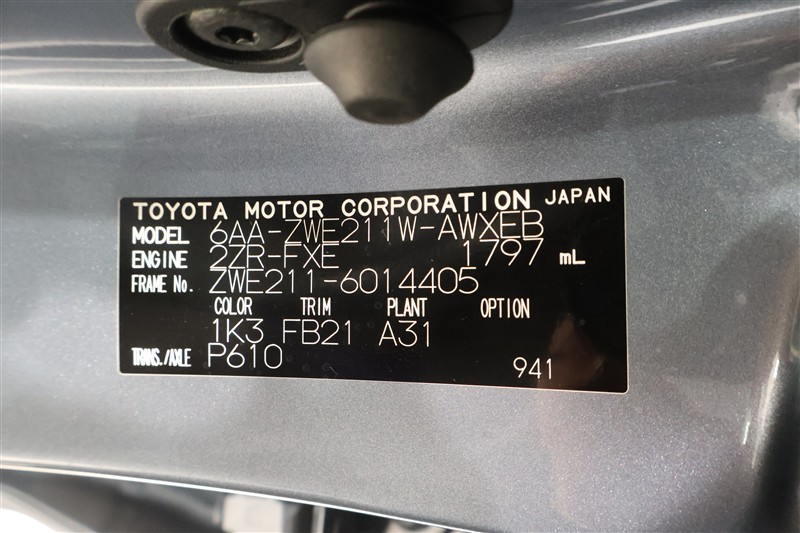 TOYOTA MOTOR CORPORATION JAPAN
MODEL 6AA-ZWE211W-AWXEB
ENGINE 2ZR-FXE 1797 mL
FRAME No. ZWE211-6014405
COLOR TRIM PLANT OPTION
1K3 FB21 A31
TRANS./AXLE P610
941